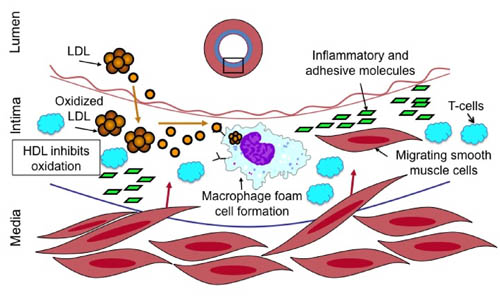 Lumen
LDL
Inflammatory and
adhesive molecules
Intima
Oxidized
LDL
T-cells
HDL inhibits
oxidation
Migrating smooth
muscle cells
Macrophage foam
cell formation
Media